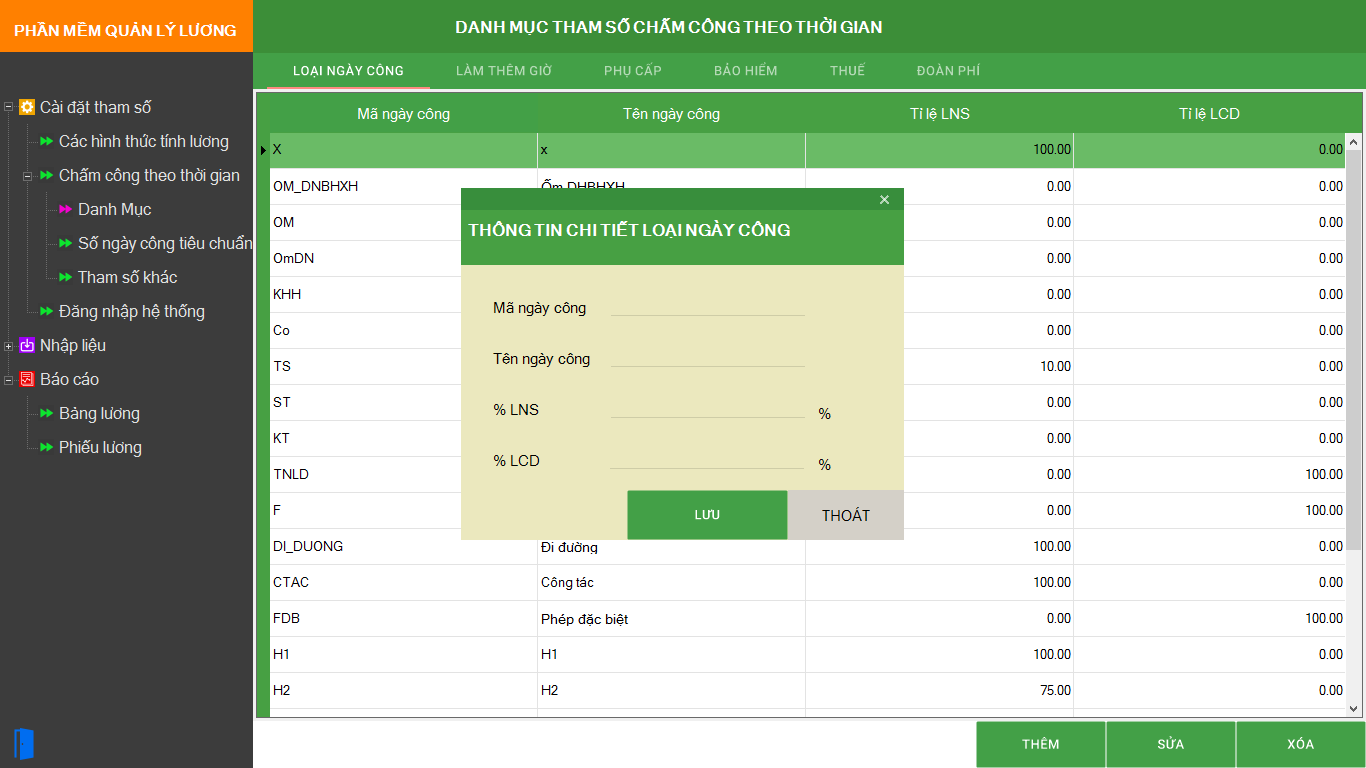 PHẦN MỀM QUẢN LÝ LƯƠNG
DANH MỤC THAM SỐ CHẤM CÔNG THEO THỜI GIAN
LOẠI NGÀY CÔNG LÀM THÊM GIỜ PHỤ CẤP BẢO HIỂM THUẾ ĐOÀN PHÍ
Cài đặt tham số
Các hình thức tính lương
Chấm công theo thời gian
Danh Mục
Số ngày công tiêu chuẩn
Tham số khác
Đăng nhập hệ thống
Nhập liệu
Báo cáo
Bảng lương
Phiếu lương
Mã ngày công Tên ngày công Tỉ lệ LNS Tỉ lệ LCD
X x 100.00 0.00
OM_DNBHXH Ốm DHBHXH 0.00 0.00
OM 0.00 0.00
OmDN 0.00 0.00
KHH 0.00 0.00
Co 0.00 0.00
TS 10.00 0.00
ST 0.00 0.00
KT 0.00 0.00
TNLD 0.00 100.00
F 0.00 100.00
DI_DUONG Đi đường 100.00 0.00
CTAC Công tác 100.00 0.00
FDB Phép đặc biệt 0.00 100.00
H1 H1 100.00 0.00
H2 H2 75.00 0.00
THÔNG TIN CHI TIẾT LOẠI NGÀY CÔNG
Mã ngày công
Tên ngày công
% LNS %
% LCD %
LƯU THOÁT
THÊM SỬA XÓA